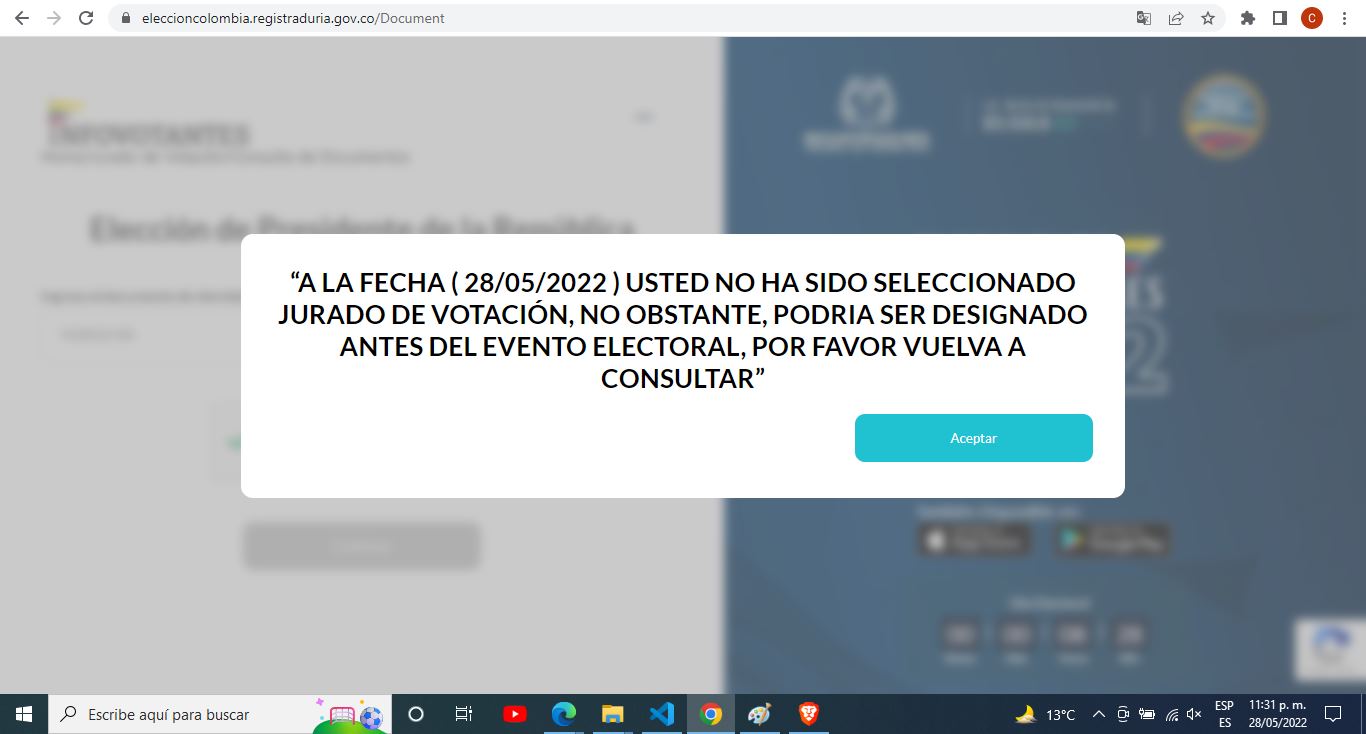 eleccioncolombia.registraduria.gov.co/Document
C
INFOVOTANTES
Elección de Presidente de la República
“A LA FECHA ( 28/05/2022 ) USTED NO HA SIDO SELECCIONADO
JURADO DE VOTACIÓN, NO OBSTANTE, PODRIA SER DESIGNADO
ANTES DEL EVENTO ELECTORAL, POR FAVOR VUELVA A
CONSULTAR”
Aceptar
Escribe aquí para buscar
13°C
ESP
ES
11:31 p. m.
28/05/2022